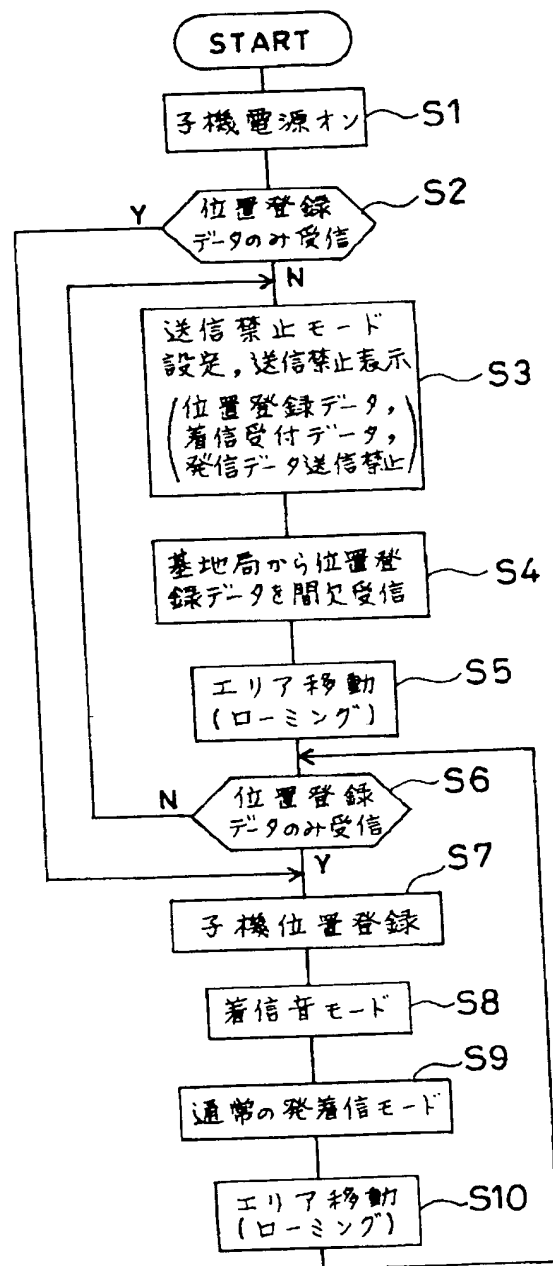 START
子機電源オン
S1
位置登録
データのみ受信
S2
Y
N
送信禁止モード
設定,送信禁止表示
(位置登録データ,
着信受付データ,
発信データ送信禁止)
S3
基地局から位置登
録データを間欠受信
S4
エリア移動
(ローミング)
S5
位置登録
データのみ受信
S6
N
Y
子機位置登録
S7
着信音モード
S8
通常の発着信モード
S9
エリア移動
(ローミング)
S10